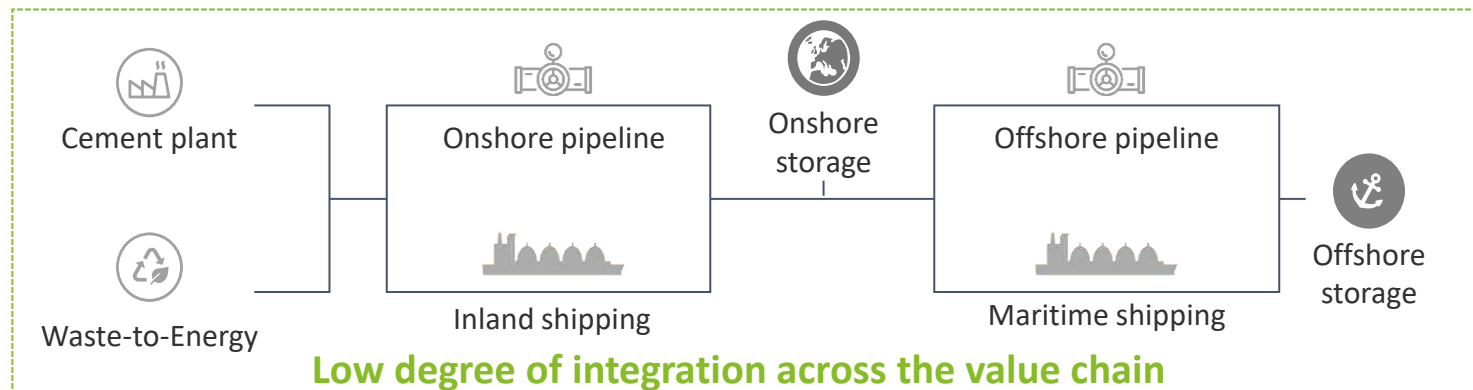 Cement plant
Waste-to-Energy
Onshore pipeline
Inland shipping
Onshore
storage
Offshore pipeline
Maritime shipping
Offshore
storage
Low degree of integration across the value chain